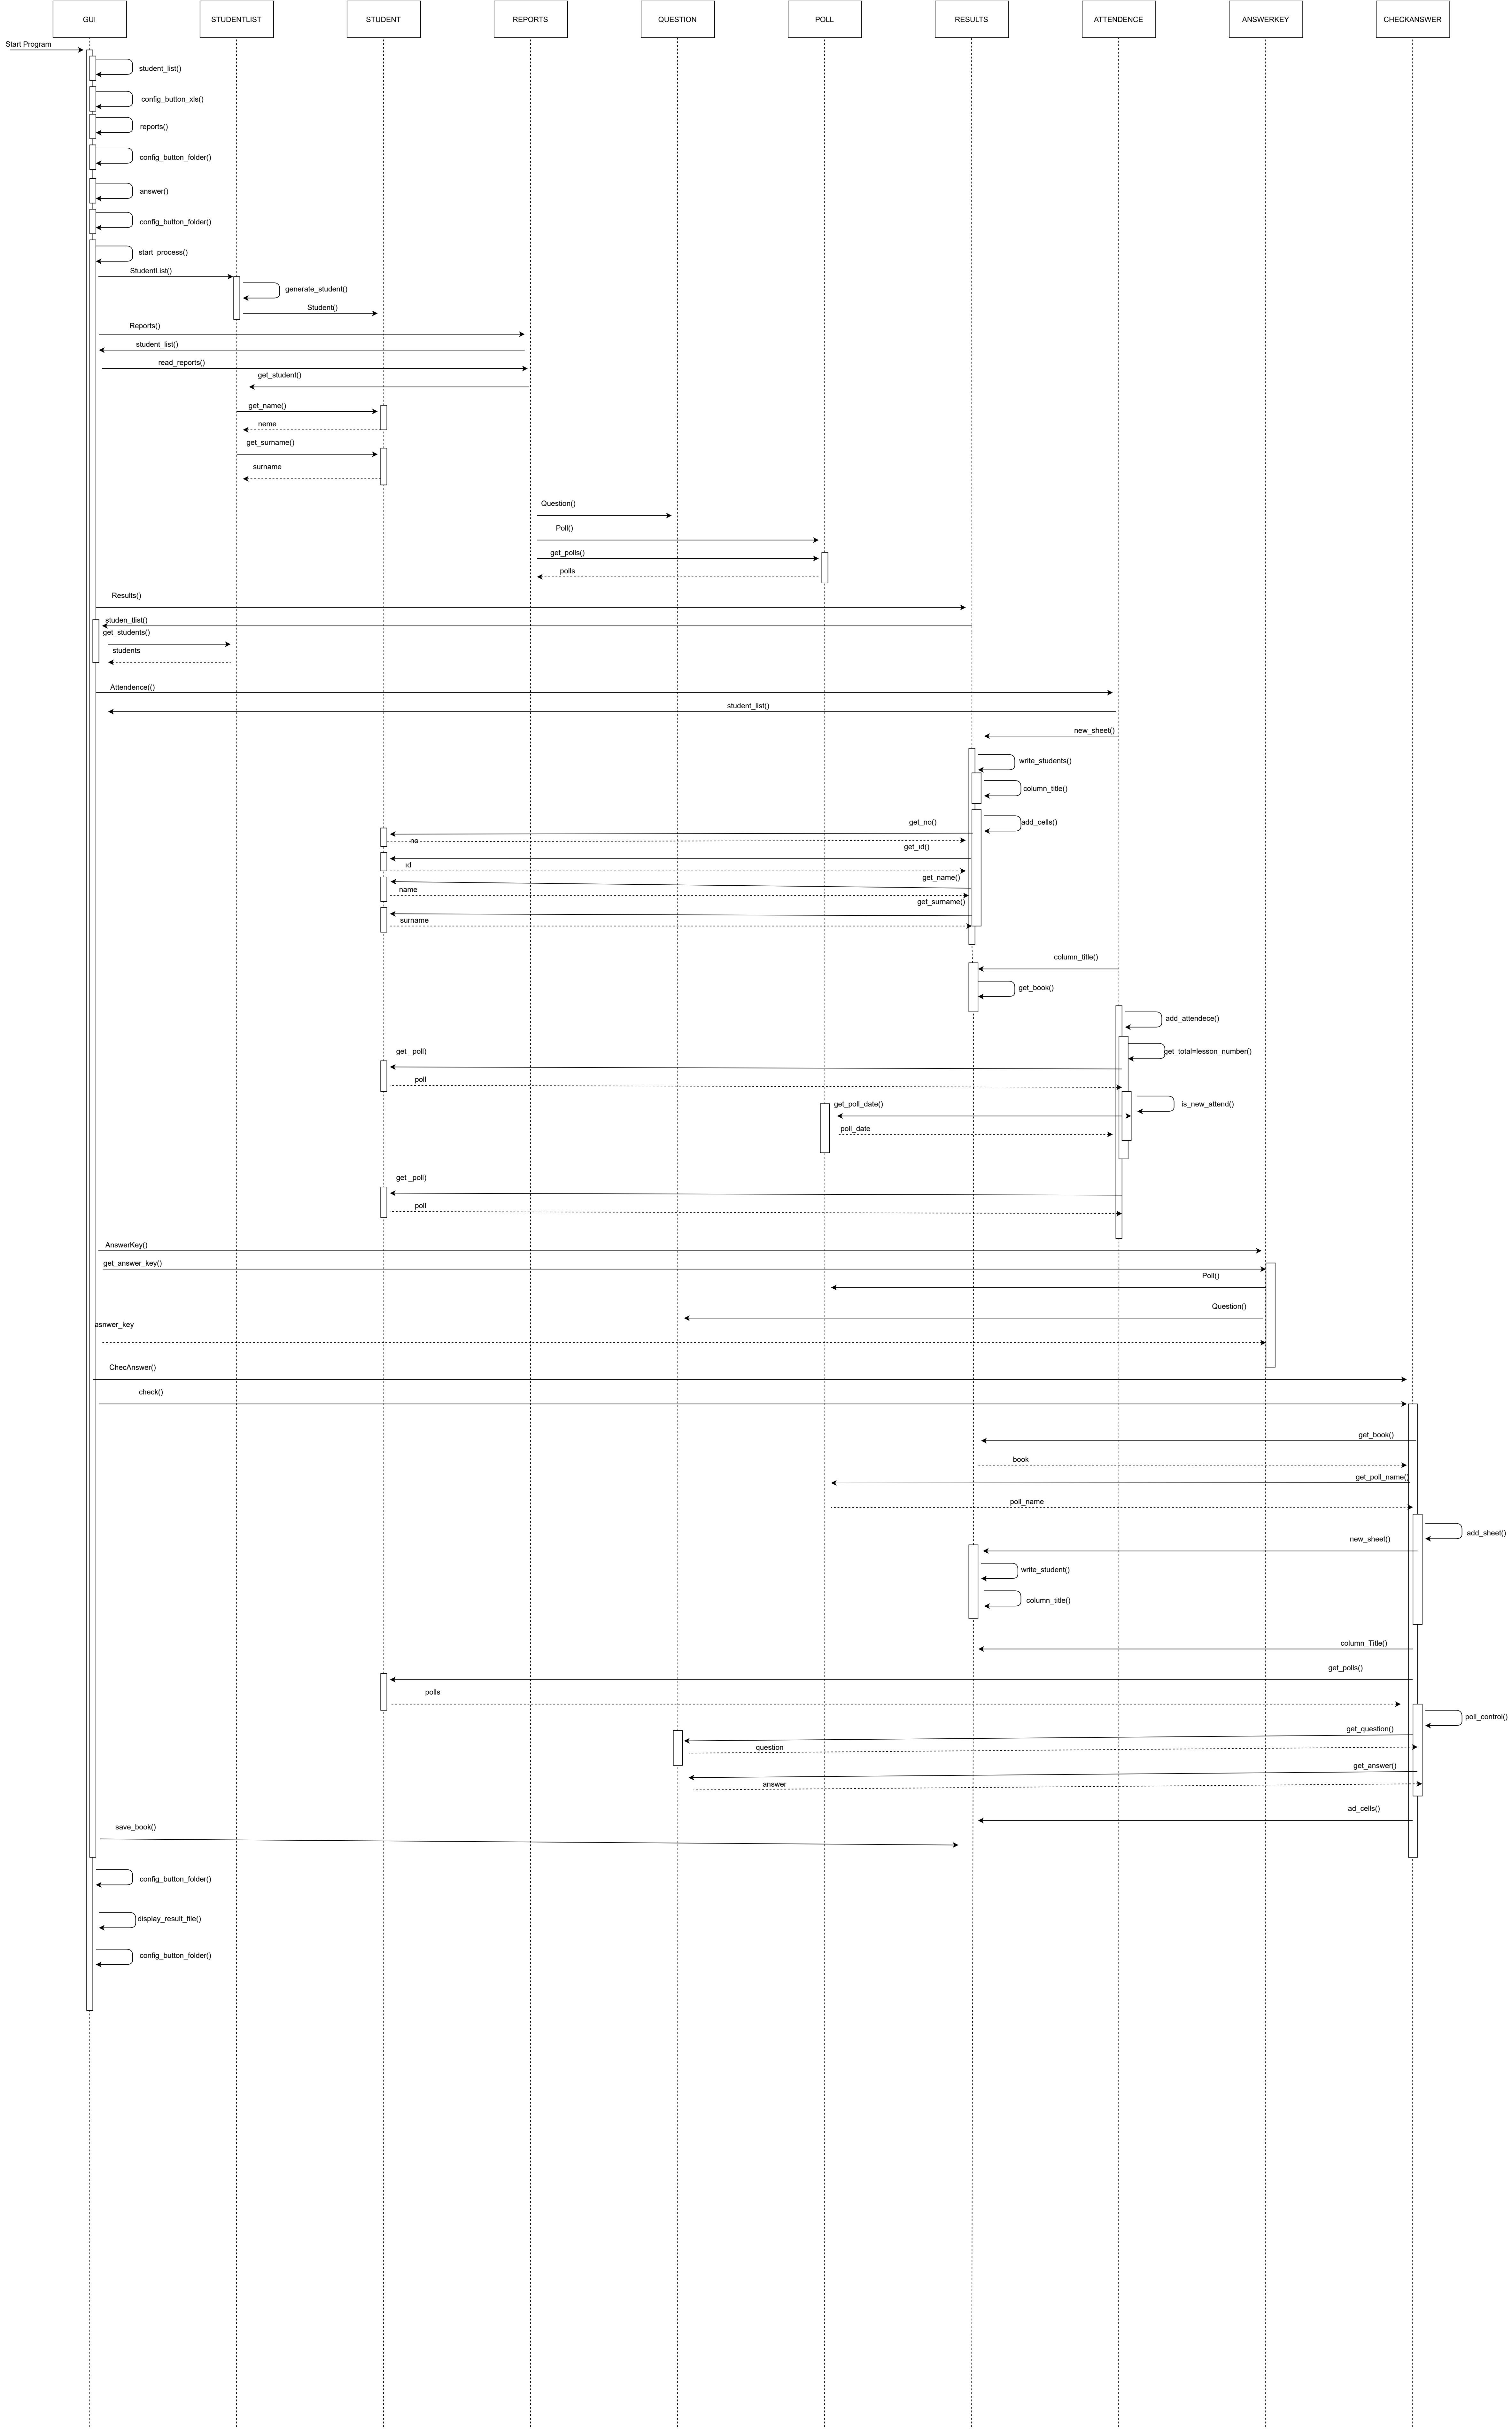 GUI
STUDENTLIST
STUDENT
REPORTS
QUESTION
POLL
RESULTS
ATTENDENCE
ANSWERKEY
CHECKANSWER
Start Program
student_list()
config_button_xls()
reports()
config_button_folder()
answer()
config_button_folder()
start_process()
StudentList()
generate_student()
Student()
Reports()
student_list()
read_reports()
get_student()
get_name()
neme
get_surname()
surname
Question()
Poll()
get_polls()
polls
Results()
studen_tlist()
get_students()
students
Attendence(()
student_list()
new_sheet()
write_students()
column_title()
get_no()
add_cells()
no
get_ıd()
ıd
get_name()
name
get_surname()
surname
column_title()
get_book()
add_attendece()
get _poll)
get_total=lesson_number()
poll
get_poll_date()
is_new_attend()
poll_date
get _poll)
poll
AnswerKey()
get_answer_key()
Poll()
Question()
asnwer_key
ChecAnswer()
check()
get_book()
book
get_poll_name()
poll_name
add_sheet()
new_sheet()
write_student()
column_title()
column_Title()
get_polls()
polls
poll_control()
get_question()
question
get_answer()
answer
ad_cells()
save_book()
config_button_folder()
display_result_file()
config_button_folder()